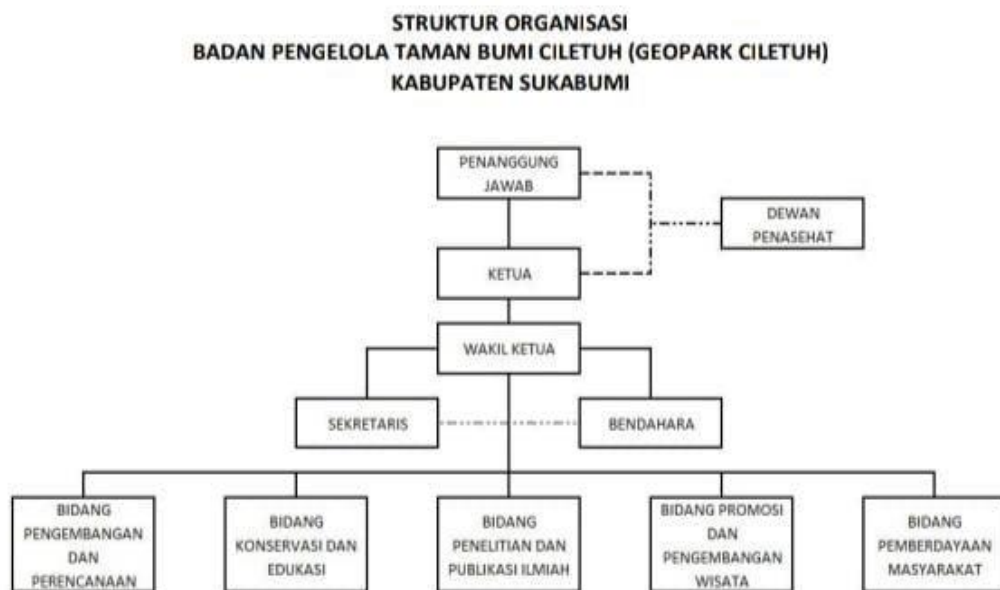 STRUKTUR ORGANISASI
BADAN PENGELOLA TAMAN BUMI CILETUH (GEOPARK CILETUH)
KABUPATEN SUKABUMI
PENANGGUNG
JAWAB
DEWAN
PENASEHAT
KETUA
WAKIL KETUA
SEKRETARIS
BENDAHARA
BIDANG
PENGEMBANGAN
DAN
PERENCANAAN
BIDANG
KONSERVASI DAN
EDUKASI
BIDANG
PENELITIAN DAN
PUBLIKASI ILMIAH
BIDANG PROMOSI
DAN
PENGEMBANGAN
WISATA
BIDANG
PEMBERDAYAAN
MASYARAKAT